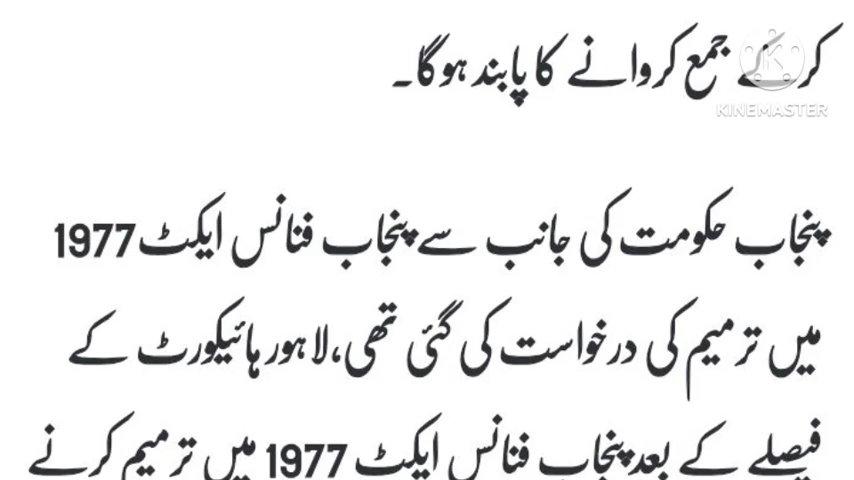 کر کے جمع کروانے کا پابند ہوگا۔
KINEMASTER
پنجاب حکومت کی جانب سے پنجاب فنانس ایکٹ 1977
میں ترمیم کی درخواست کی گئی تھی، لاہور ہائیکورٹ کے
فیصلے کے بعد پنجاب فنانس ایکٹ 1977 میں ترمیم کرنے